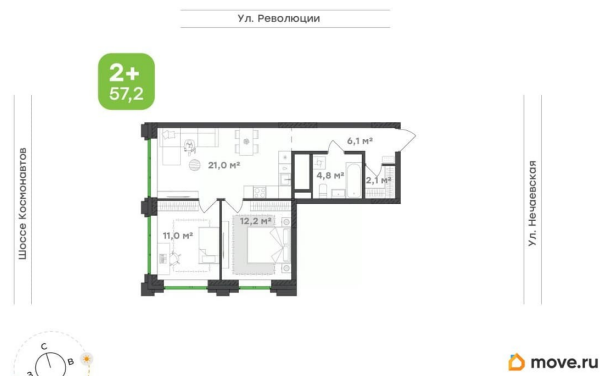 Ул. Революции
2+
57,2
Шоссе Космонавтов
Ул. Нечаевская
6,1 м²
21,0 м²
4,8 м²
2,1 м²
11,0 м²
12,2 м²
С
В
З
move.ru